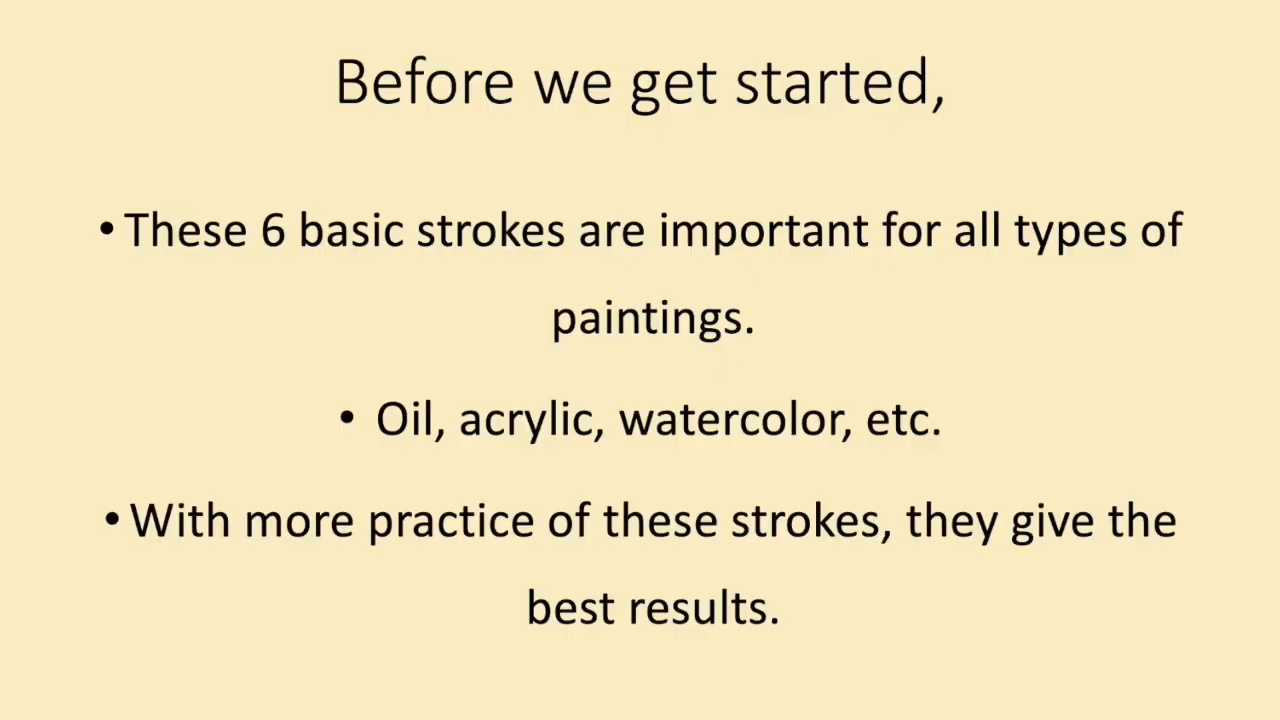 Before we get started,
• These 6 basic strokes are important for all types of
paintings.
• Oil, acrylic, watercolor, etc.
• With more practice of these strokes, they give the
best results.